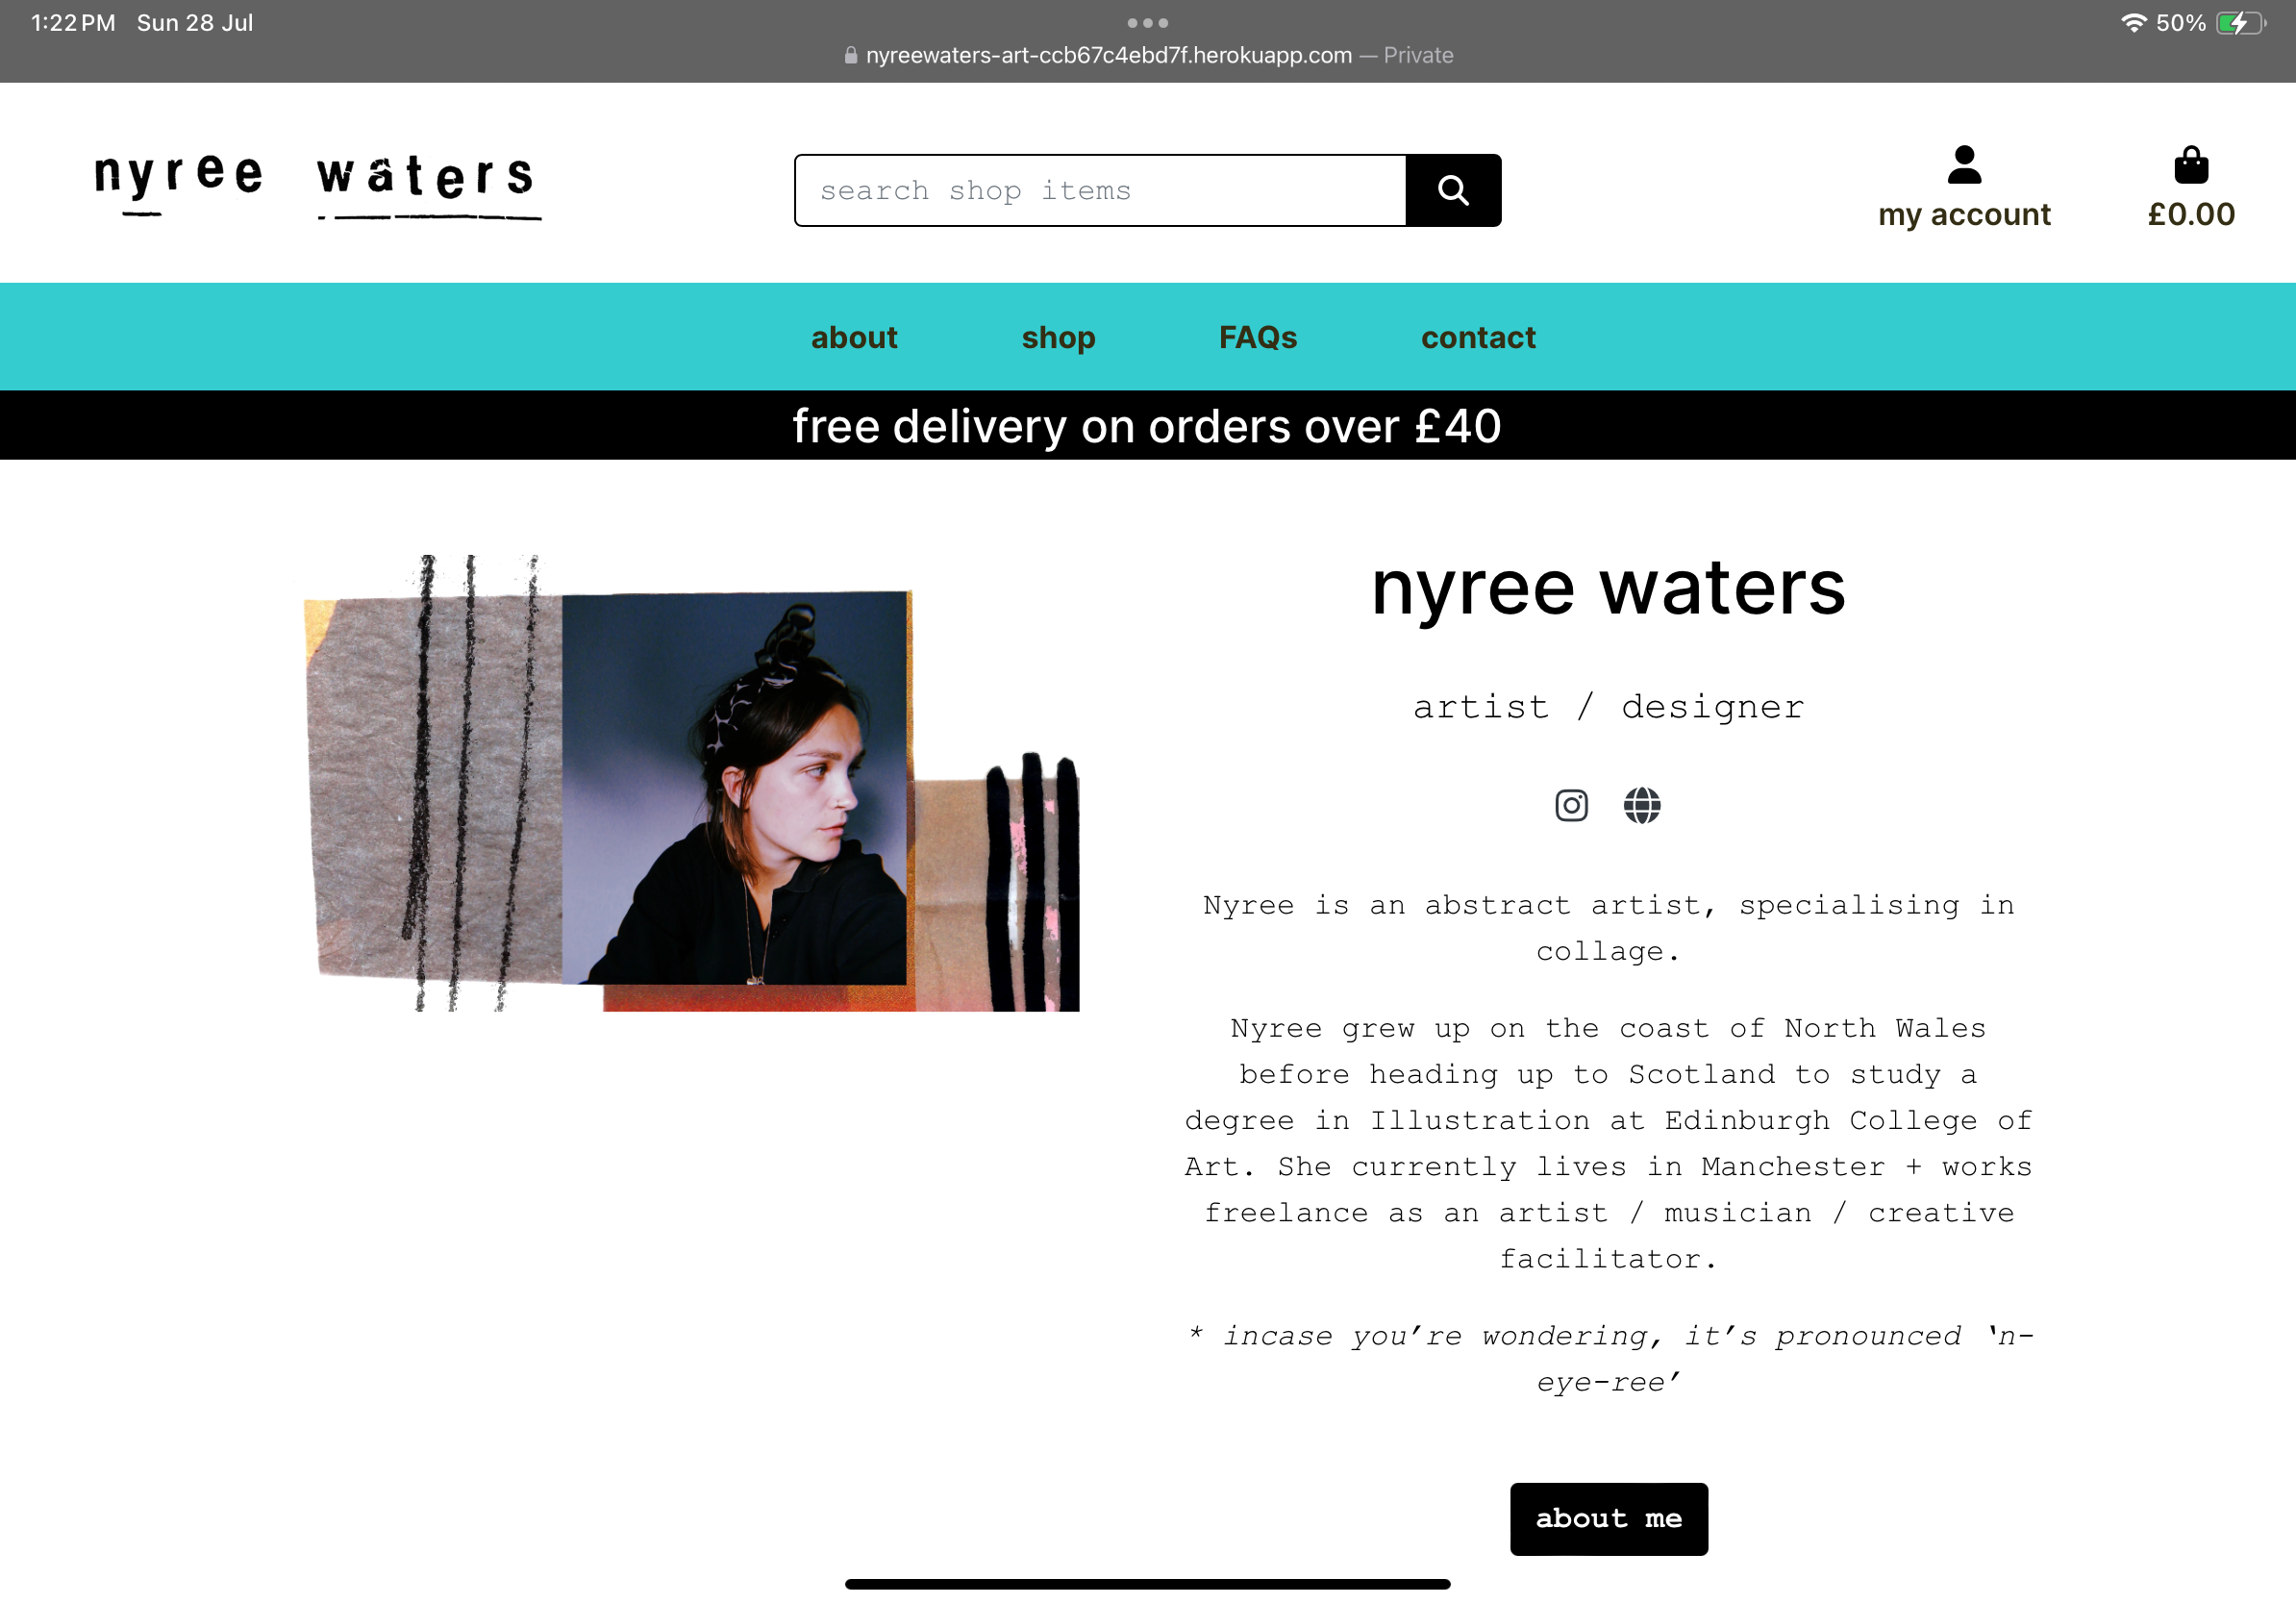 1:22 PM Sun 28 Jul
50%
nyreewaters-art-ccb67c4ebd7f.herokuapp.com — Private
nyree waters
search shop items
my account
£0.00
about shop FAQs contact
free delivery on orders over £40
nyree waters
artist / designer
Nyree is an abstract artist, specialising in
collage.
Nyree grew up on the coast of North Wales
before heading up to Scotland to study a
degree in Illustration at Edinburgh College of
Art. She currently lives in Manchester + works
freelance as an artist / musician / creative
facilitator.
* incase you’re wondering, it’s pronounced ‘n-
eye-ree’
about me